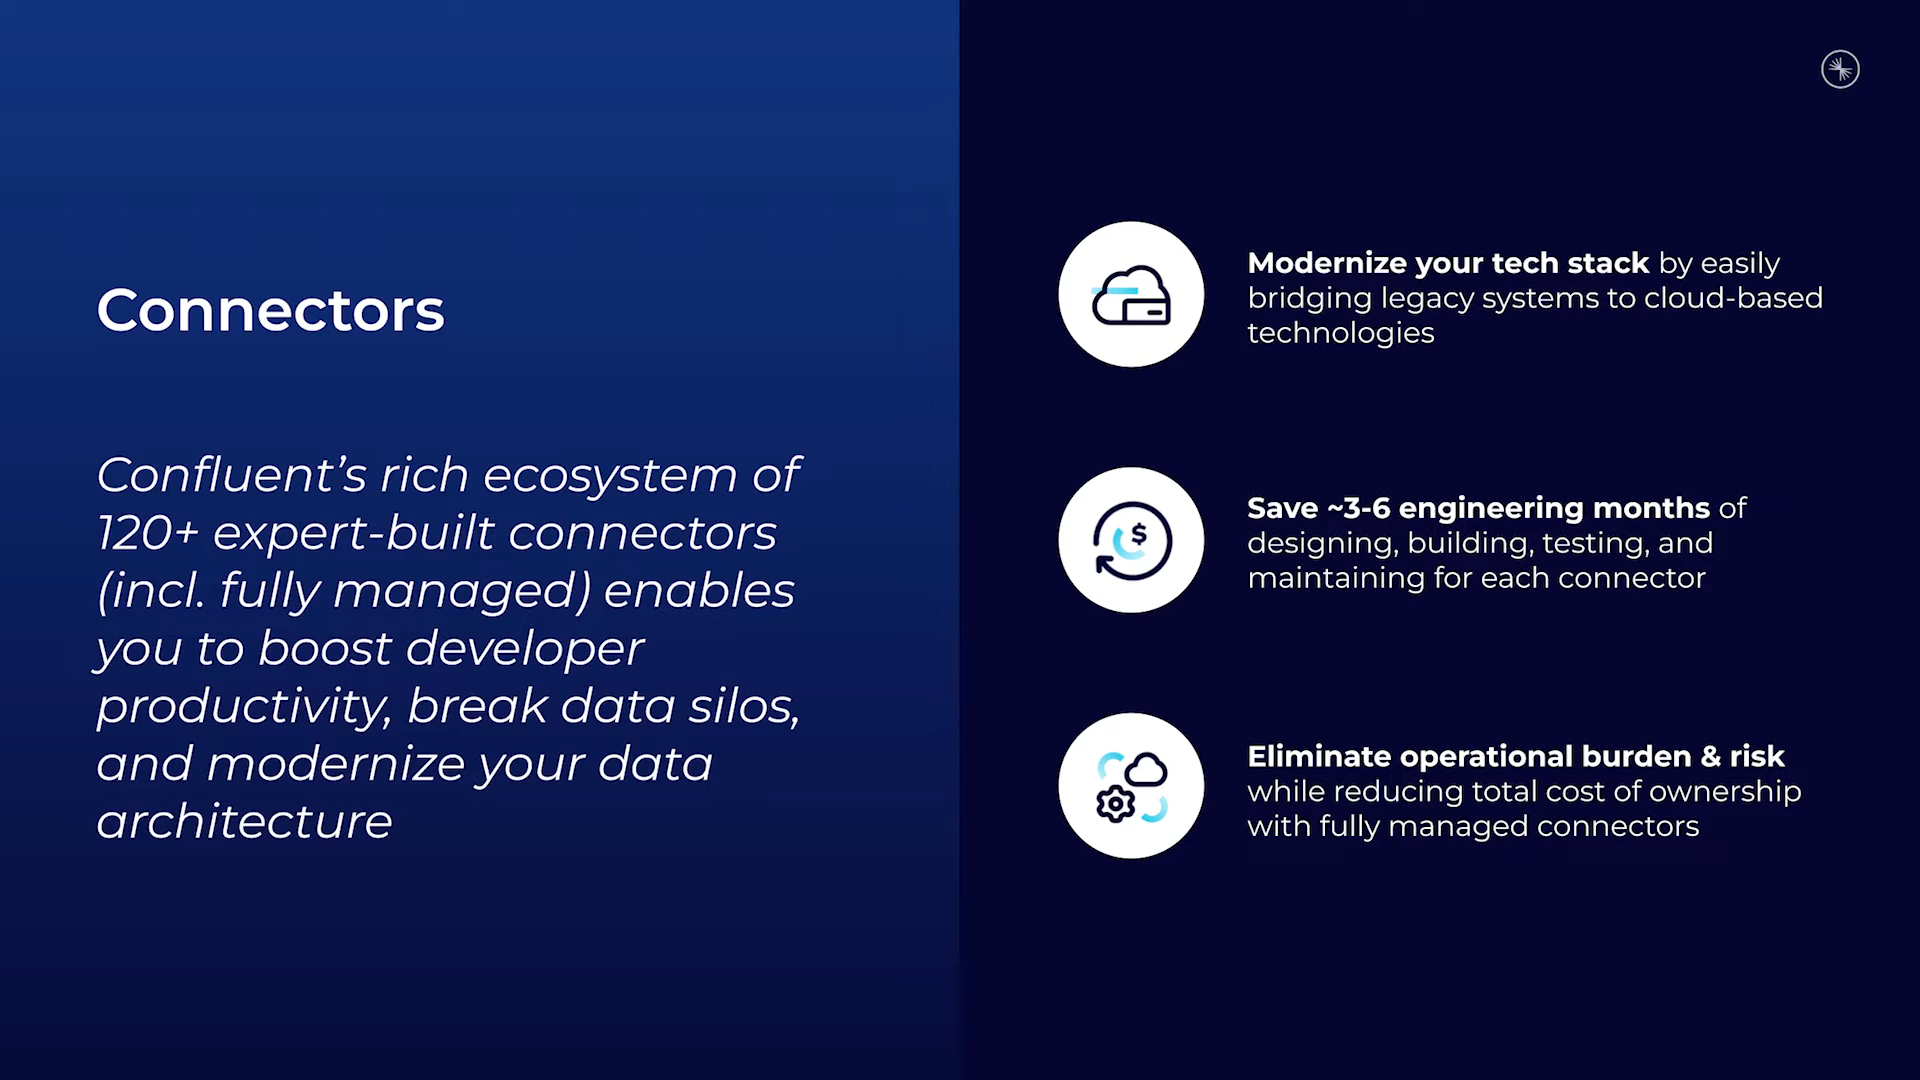 Connectors
Confluent’s rich ecosystem of
120+ expert-built connectors
(incl. fully managed) enables
you to boost developer
productivity, break data silos,
and modernize your data
architecture
Modernize your tech stack by easily
bridging legacy systems to cloud-based
technologies
$
Save ~3-6 engineering months of
designing, building, testing, and
maintaining for each connector
Eliminate operational burden & risk
while reducing total cost of ownership
with fully managed connectors